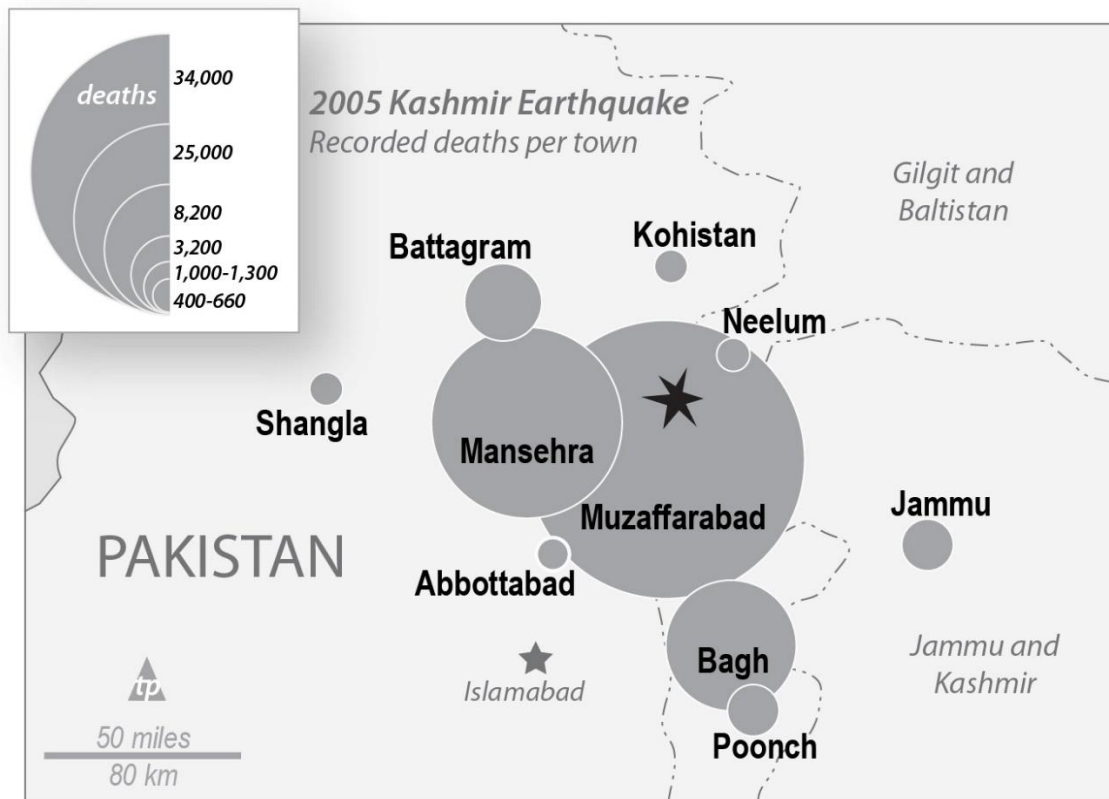 deaths
34,000
25,000
8,200
3,200
1,000-1,300
400-660
2005 Kashmir Earthquake
Recorded deaths per town
Gilgit and
Baltistan
Kohistan
Battagram
Neelum
Shangla
Mansehra
Muzaffarabad
Jammu
PAKISTAN
Abbottabad
Bagh
Jammu and
Kashmir
Islamabad
tp
Poonch
50 miles
80 km